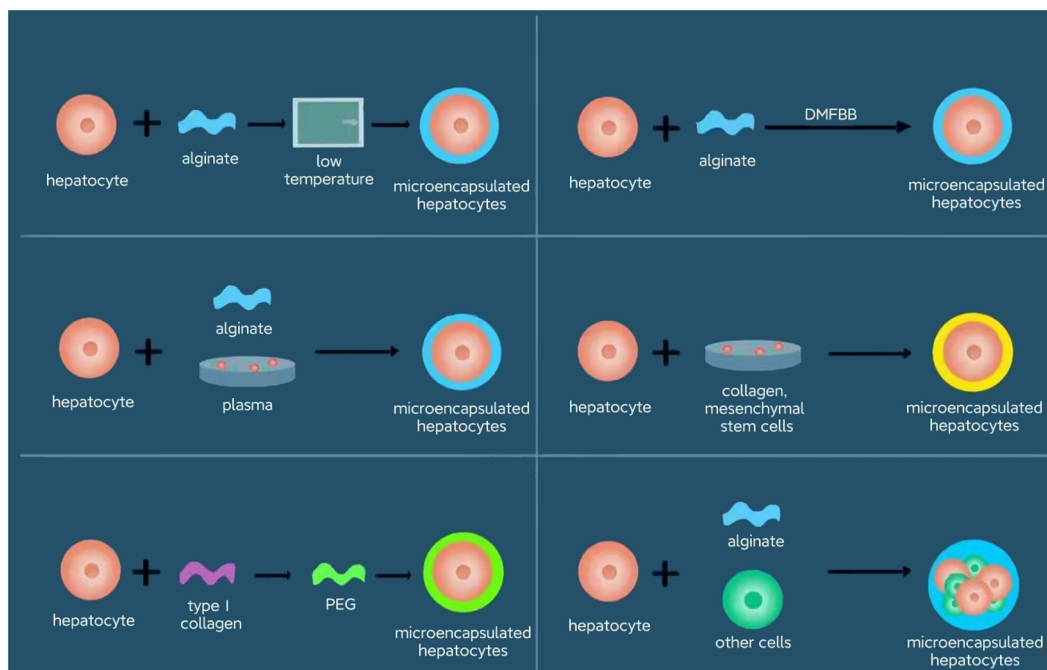 hepatocyte
alginate
low
temperature
microencapsulated
hepatocytes
hepatocyte
alginate
DMFBB
microencapsulated
hepatocytes
hepatocyte
alginate
plasma
microencapsulated
hepatocytes
hepatocyte
collagen,
mesenchymal
stem cells
microencapsulated
hepatocytes
hepatocyte
type I
collagen
PEG
microencapsulated
hepatocytes
hepatocyte
alginate
other cells
microencapsulated
hepatocytes